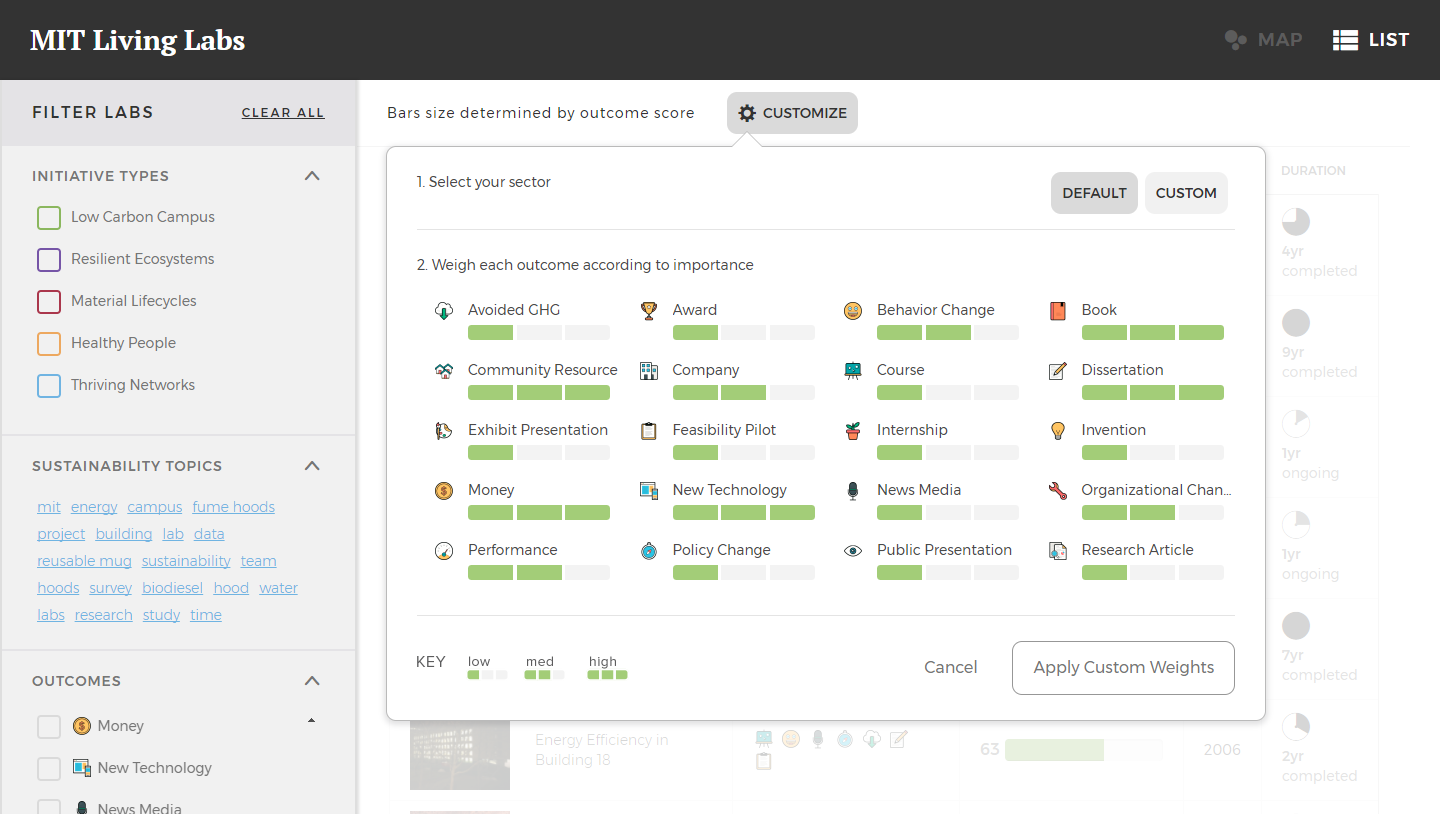 MIT Living Labs
MAP
LIST
FILTER LABS
CLEAR ALL
Bars size determined by outcome score
CUSTOMIZE
INITIATIVE TYPES
Low Carbon Campus
Resilient Ecosystems
Material Lifecycles
Healthy People
Thriving Networks
SUSTAINABILITY TOPICS
mit energy campus fume hoods
project building lab data
reusable mug sustainability team
hoods survey biodiesel hood water
labs research study time
OUTCOMES
Money
New Technology
News Media
1. Select your sector
DEFAULT
CUSTOM
2. Weigh each outcome according to importance
Avoided GHG
Award
Behavior Change
Book
Community Resource
Company
Course
Dissertation
Exhibit Presentation
Feasibility Pilot
Internship
Invention
Money
New Technology
News Media
Organizational Chan...
Performance
Policy Change
Public Presentation
Research Article
KEY
low
med
high
Cancel
Apply Custom Weights
DURATION
4yr
completed
9yr
completed
1yr
ongoing
1yr
ongoing
7yr
completed
Energy Efficiency in
Building 18
63
2006
2yr
completed